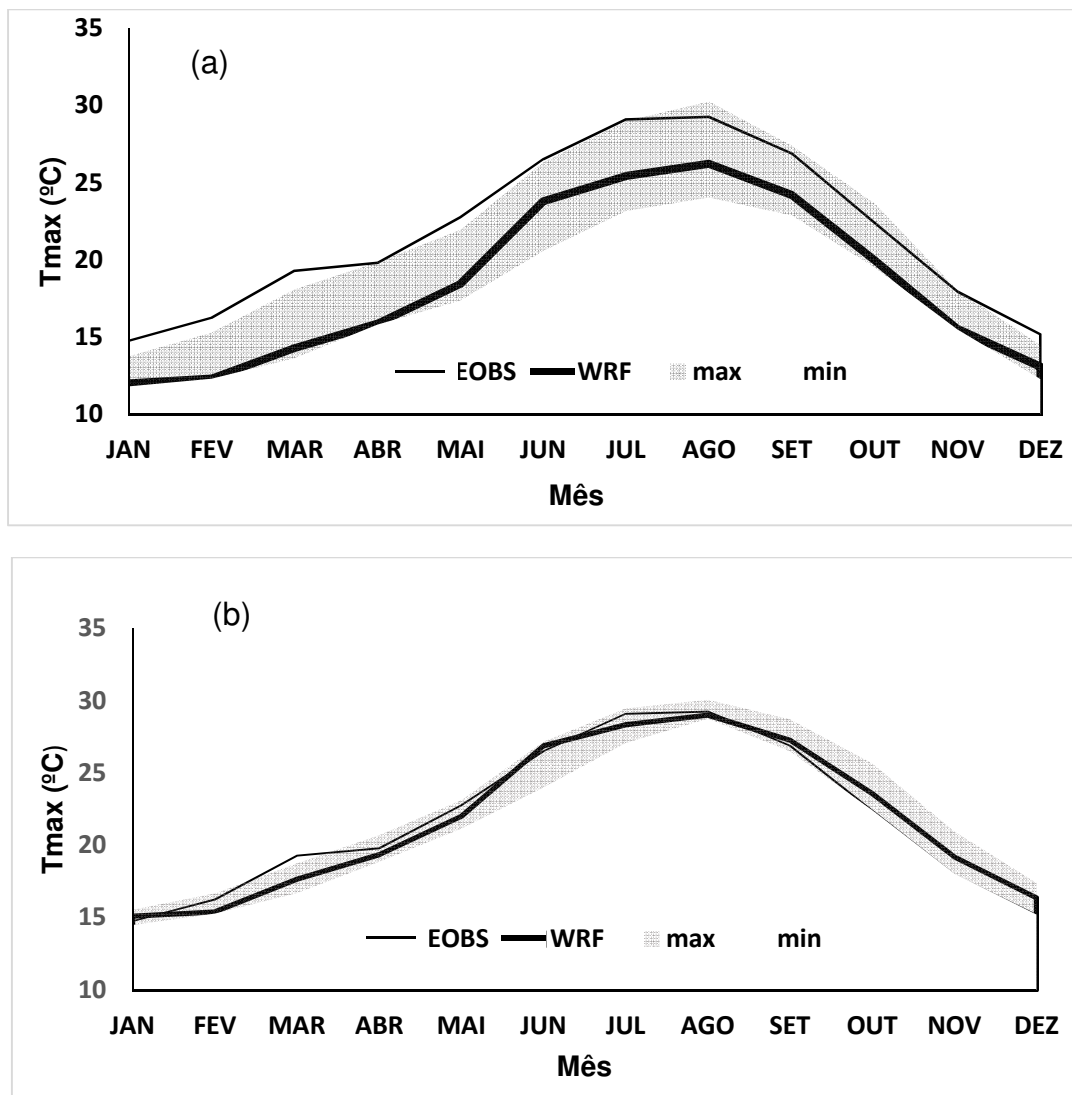 (a)
Tmax (ºC)
35
30
25
20
15
10
EOBS WRF max min
JAN FEV MAR ABR MAI JUN JUL AGO SET OUT NOV DEZ
Mês
(b)
Tmax (ºC)
35
30
25
20
15
10
EOBS WRF max min
JAN FEV MAR ABR MAI JUN JUL AGO SET OUT NOV DEZ
Mês